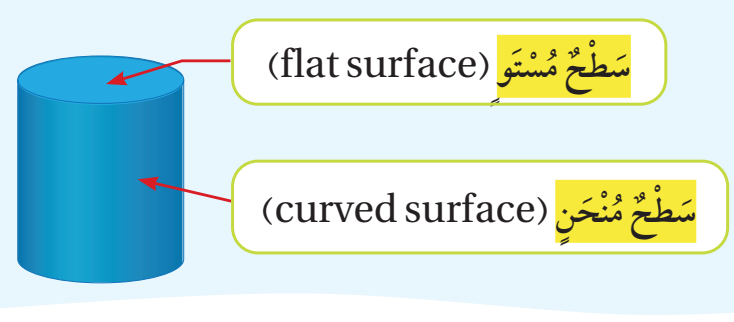 سَطْحٌ مُسْتَوٍ (flat surface)
سَطْحٌ مُنْحَنٍ (curved surface)